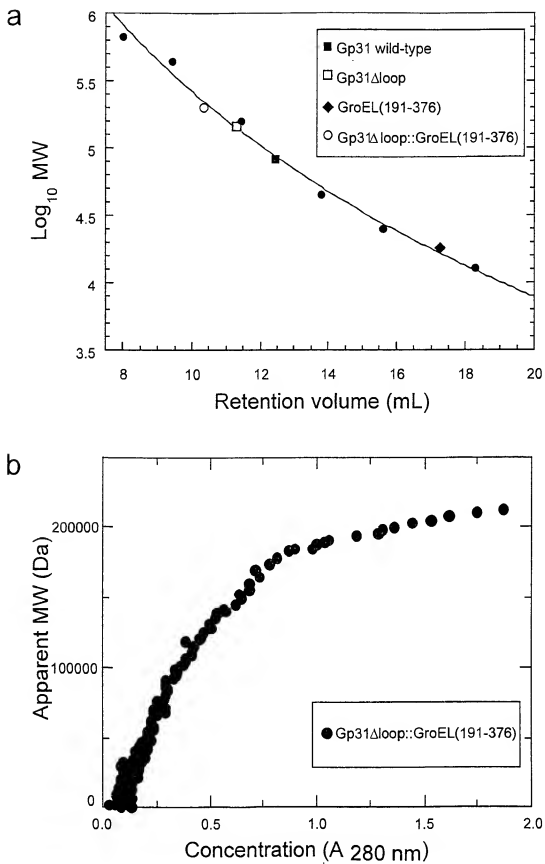 a
6
5.5
5
4.5
4
3.5
Log10 MW
Gp31 wild-type
Gp31Δloop
GroEL(191-376)
Gp31Δloop::GroEL(191-376)
8 10 12 14 16 18 20
Retention volume (mL)
b
200000
100000
0
Apparent MW (Da)
Gp31Δloop::GroEL(191-376)
0.0 0.5 1.0 1.5 2.0
Concentration (A 280 nm)